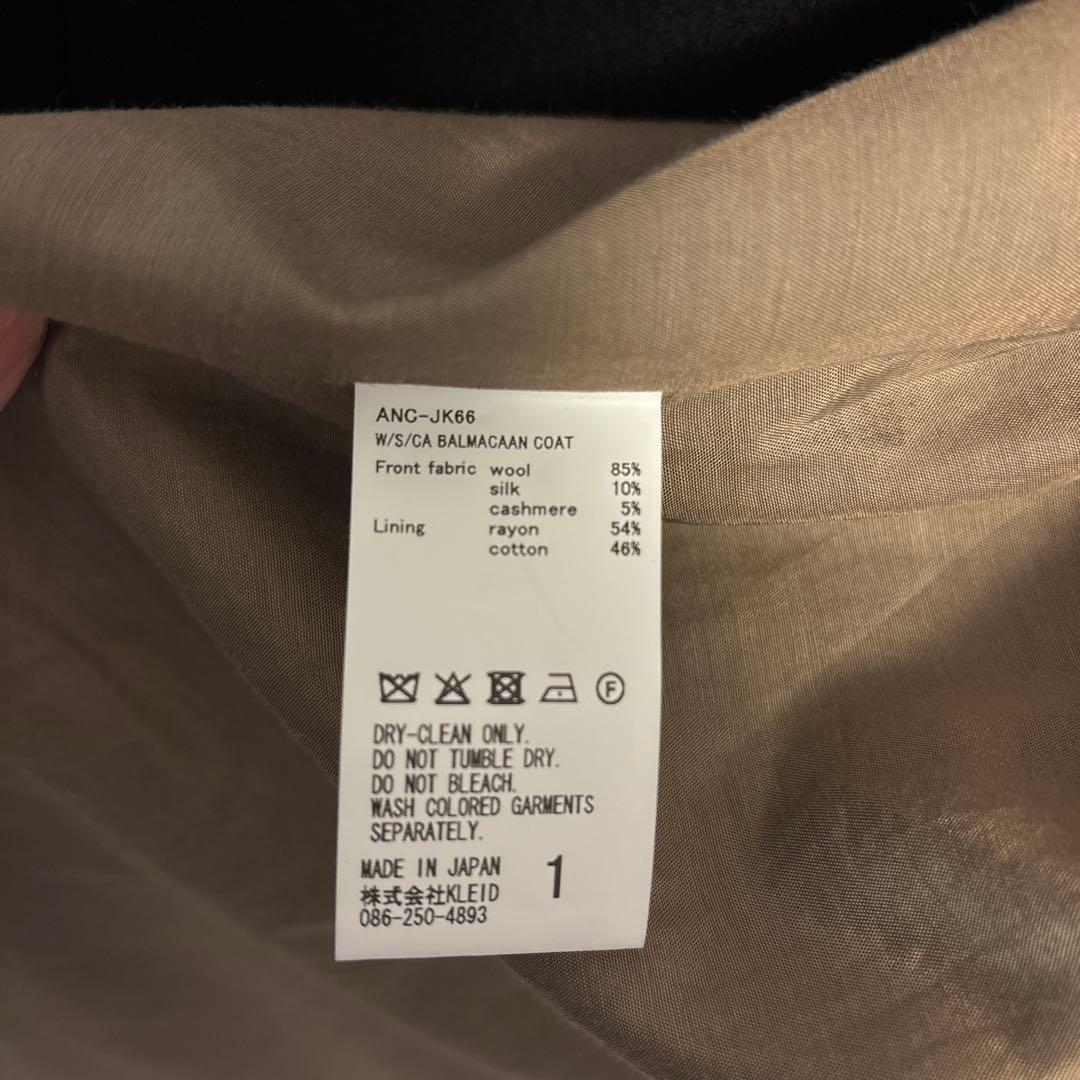 ANC-JK66
W/S/CA BALMACAAN COAT
Front fabric wool 85%
silk 10%
cashmere 5%
Lining rayon 54%
cotton 46%
F
DRY-CLEAN ONLY.
DO NOT TUMBLE DRY.
DO NOT BLEACH.
WASH COLORED GARMENTS
SEPARATELY.
MADE IN JAPAN 1
株式会社KLEID
086-250-4893